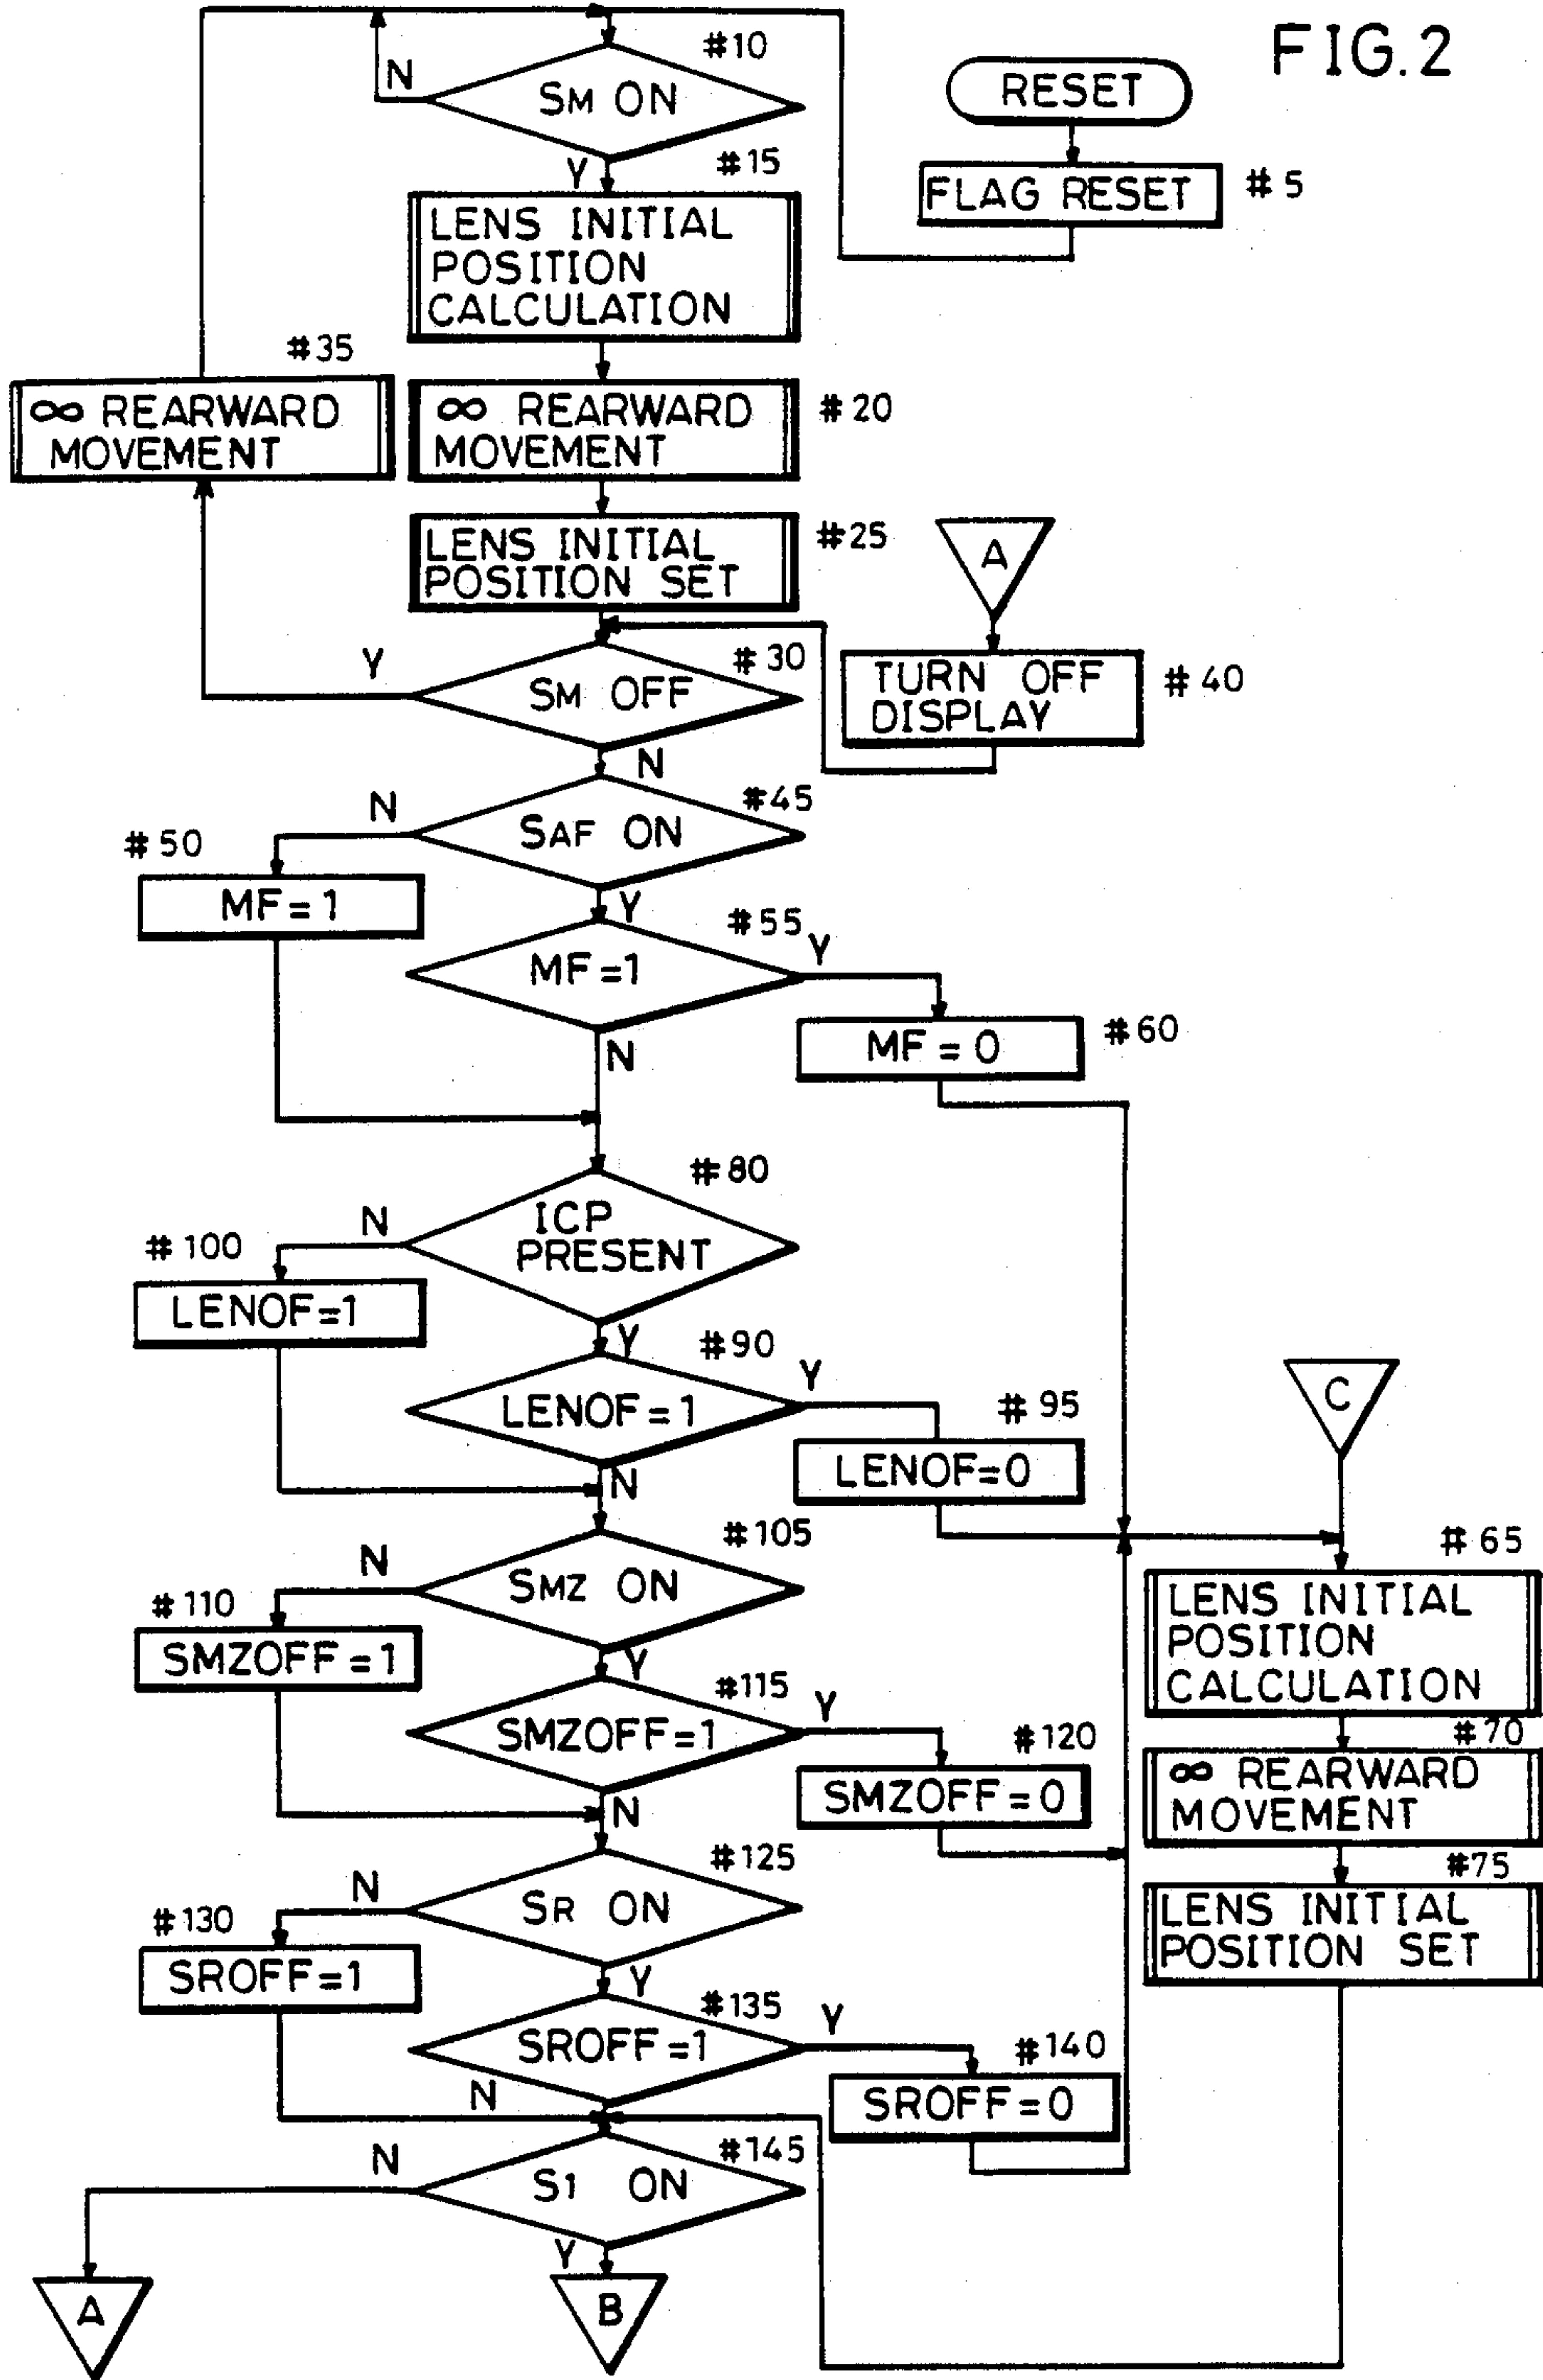 FIG.2
#10
SM ON
N
Y
RESET
FLAG RESET
#5
#15
LENS INITIAL
POSITION
CALCULATION
#35
∞ REARWARD
MOVEMENT
∞ REARWARD
MOVEMENT
#20
LENS INITIAL
POSITION SET
#25
A
TURN OFF
DISPLAY
#40
Y
#30
SM OFF
N
N
#45
SAF ON
#50
MF=1
Y
#55
MF=1
Y
N
MF=0
#60
#80
ICP
PRESENT
N
#100
LENOF=1
Y
#90
LENOF=1
Y
N
#95
LENOF=0
C
#105
SMZ ON
N
#110
SMZOFF=1
Y
#115
SMZOFF=1
Y
N
#120
SMZOFF=0
#65
LENS INITIAL
POSITION
CALCULATION
#70
∞ REARWARD
MOVEMENT
#75
LENS INITIAL
POSITION SET
#125
SR ON
N
#130
SROFF=1
Y
#135
SROFF=1
Y
N
#140
SROFF=0
#145
S1 ON
N
Y
A
B